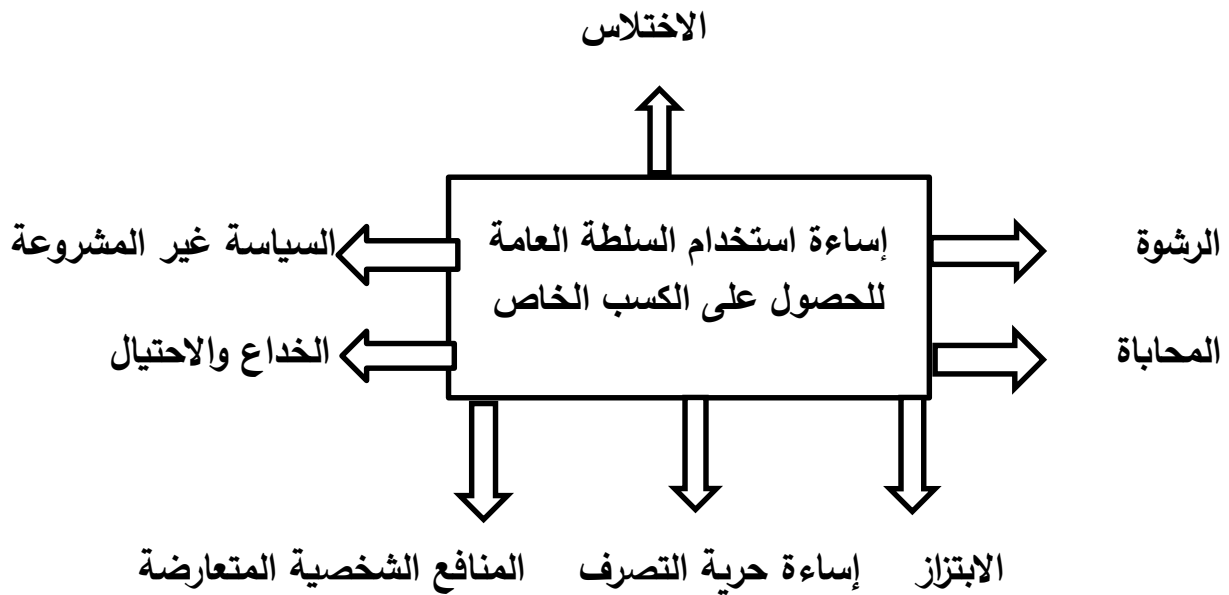 الاختلاس
إساءة استخدام السلطة العامة
للحصول على الكسب الخاص
الرشوة
السياسة غير المشروعة
المحاباة
الخداع والاحتيال
الابتزاز
إساءة حرية التصرف
المنافع الشخصية المتعارضة